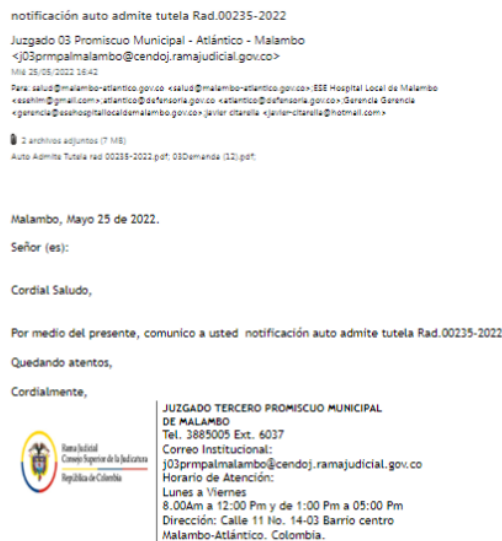 notificación auto admite tutela Rad.00235-2022
Juzgado 03 Promiscuo Municipal - Atlántico - Malambo
<j03prmpalmalambo@cendoj.ramajudicial.gov.co>
Mié 25/05/2022 16:42
Para: salud@malambo-atlantico.gov.co <salud@malambo-atlantico.gov.co>;ESE Hospital Local de Malambo
<esehlm@gmail.com>;atlantico@defensoria.gov.co <atlantico@defensoria.gov.co>;Gerencia Gerencia
<gerencia@esehospitallocaldemalambo.gov.co>;javier citarella <javier-citarella@hotmail.com>
2 archivos adjuntos (7 MB)
Auto Admite Tutela rad 00235-2022.pdf; 03Demanda (12).pdf;
Malambo, Mayo 25 de 2022.
Señor (es):
Cordial Saludo,
Por medio del presente, comunico a usted notificación auto admite tutela Rad.00235-2022
Quedando atentos,
Cordialmente,
Rama Judicial
Consejo Superior de la Judicatura
República de Colombia
JUZGADO TERCERO PROMISCUO MUNICIPAL
DE MALAMBO
Tel. 3885005 Ext. 6037
Correo Institucional:
j03prmpalmalambo@cendoj.ramajudicial.gov.co
Horario de Atención:
Lunes a Viernes
8.00Am a 12:00 Pm y de 1:00 Pm a 05:00 Pm
Dirección: Calle 11 No. 14-03 Barrio centro
Malambo-Atlántico. Colombia.